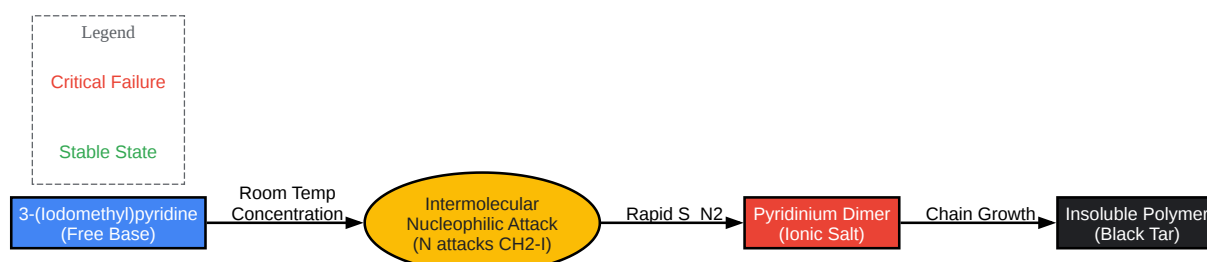 Legend
Critical Failure
Stable State
3-(Iodomethyl)pyridine
(Free Base)
Room Temp
Concentration
Intermolecular
Nucleophilic Attack
(N attacks CH2-I)
Rapid S_N2
Pyridinium Dimer
(Ionic Salt)
Chain Growth
Insoluble Polymer
(Black Tar)